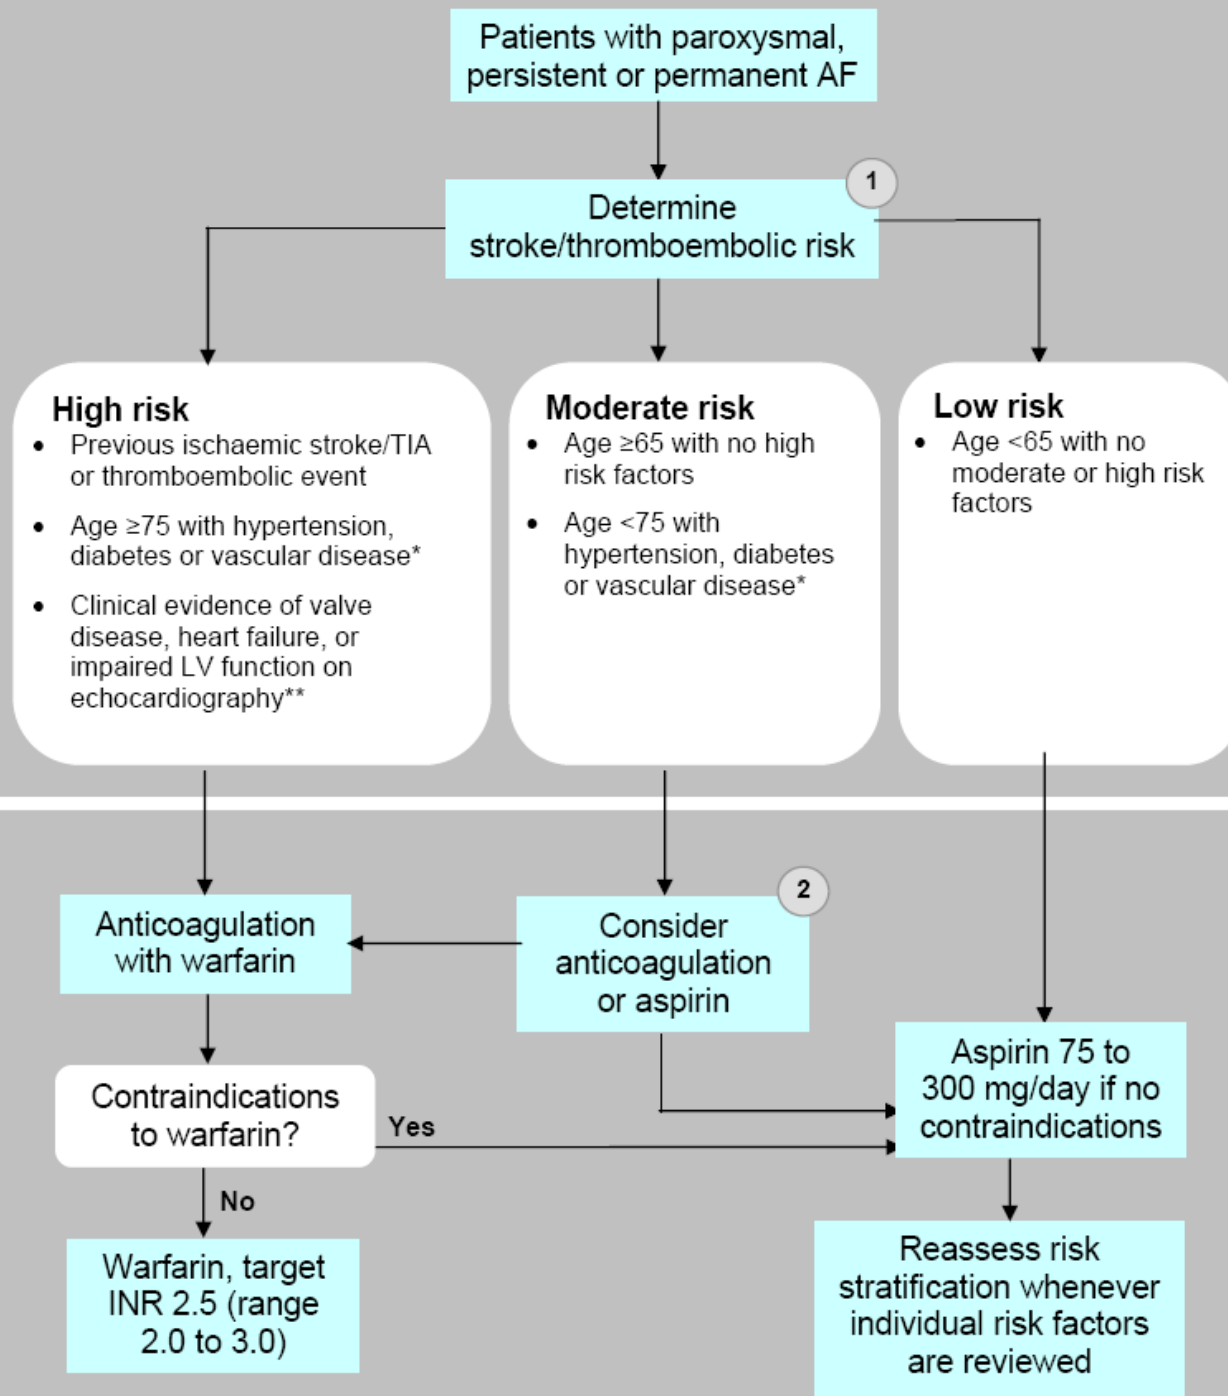 Patients with paroxysmal,
persistent or permanent AF
1
Determine
stroke/thromboembolic risk
High risk
• Previous ischaemic stroke/TIA
or thromboembolic event
• Age ≥75 with hypertension,
diabetes or vascular disease*
• Clinical evidence of valve
disease, heart failure, or
impaired LV function on
echocardiography**
Moderate risk
• Age ≥65 with no high
risk factors
• Age <75 with
hypertension, diabetes
or vascular disease*
Low risk
• Age <65 with no
moderate or high risk
factors
Anticoagulation
with warfarin
2
Consider
anticoagulation
or aspirin
Contraindications
to warfarin?
Yes
No
Aspirin 75 to
300 mg/day if no
contraindications
Warfarin, target
INR 2.5 (range
2.0 to 3.0)
Reassess risk
stratification whenever
individual risk factors
are reviewed